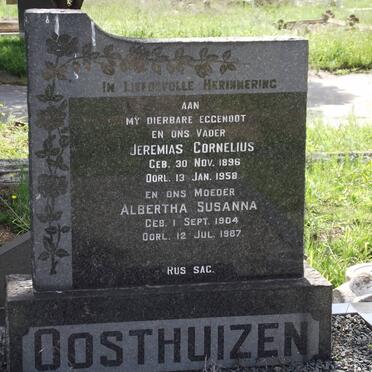 IN LIEFDEVOLLE HERINNERING
AAN
MY DIERBARE EGGENOOT
EN ONS VADER
JEREMIAS CORNELIUS
GEB. 30 NOV. 1896
OORL. 13 JAN. 1958
EN ONS MOEDER
ALBERTHA SUSANNA
GEB. 1 SEPT. 1904
OORL. 12 JUL. 1987
RUS SAG.
OOSTHUIZEN